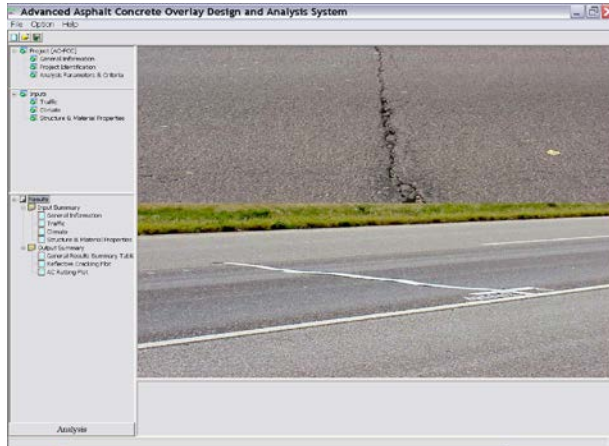 Advanced Asphalt Concrete Overlay Design and Analysis System
File Option Help
Project [AC-PCC]
General Information
Project Identification
Analysis Parameters & Criteria
Inputs
Traffic
Climate
Structure & Material Properties
Results
Input Summary
General Information
Traffic
Climate
Structure & Material Properties
Output Summary
General Results Summary Tabl
Reflective Cracking Plot
AC Rutting Plot
Analysis